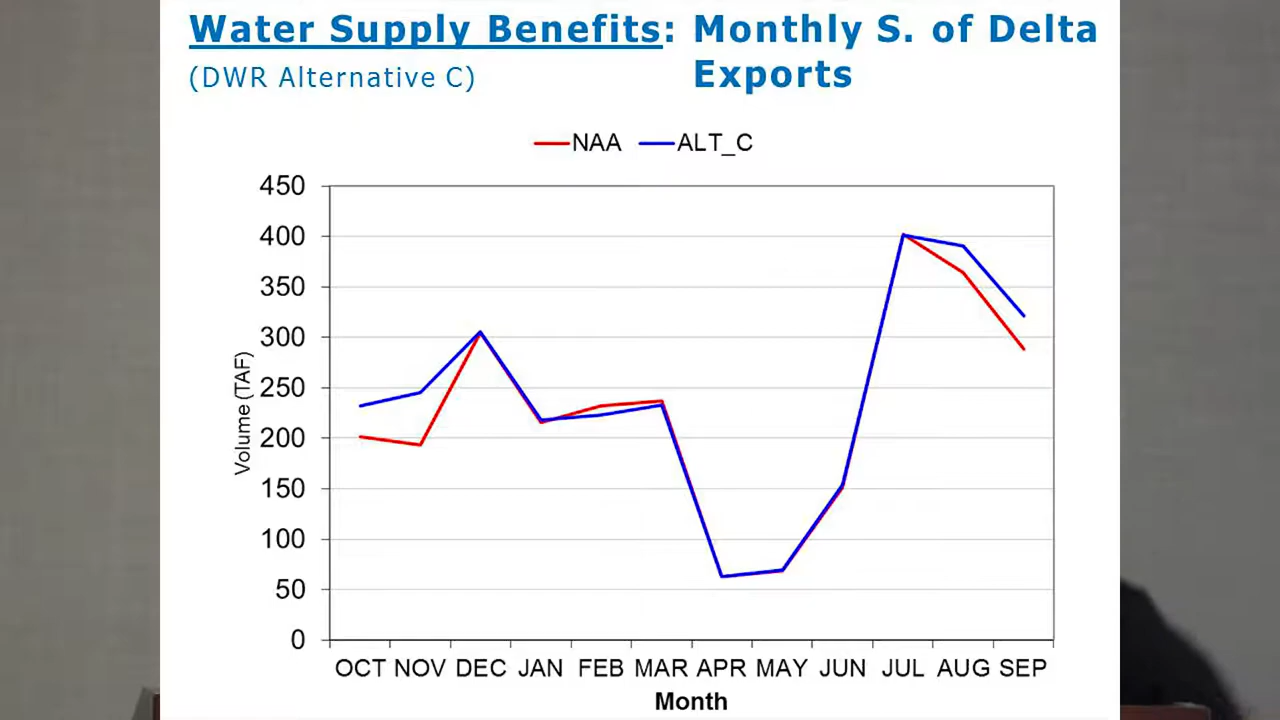 Water Supply Benefits: Monthly S. of Delta
(DWR Alternative C) Exports
NAA ALT_C
450
400
350
300
250
200
150
100
50
0
Volume (TAF)
OCT NOV DEC JAN FEB MAR APR MAY JUN JUL AUG SEP
Month